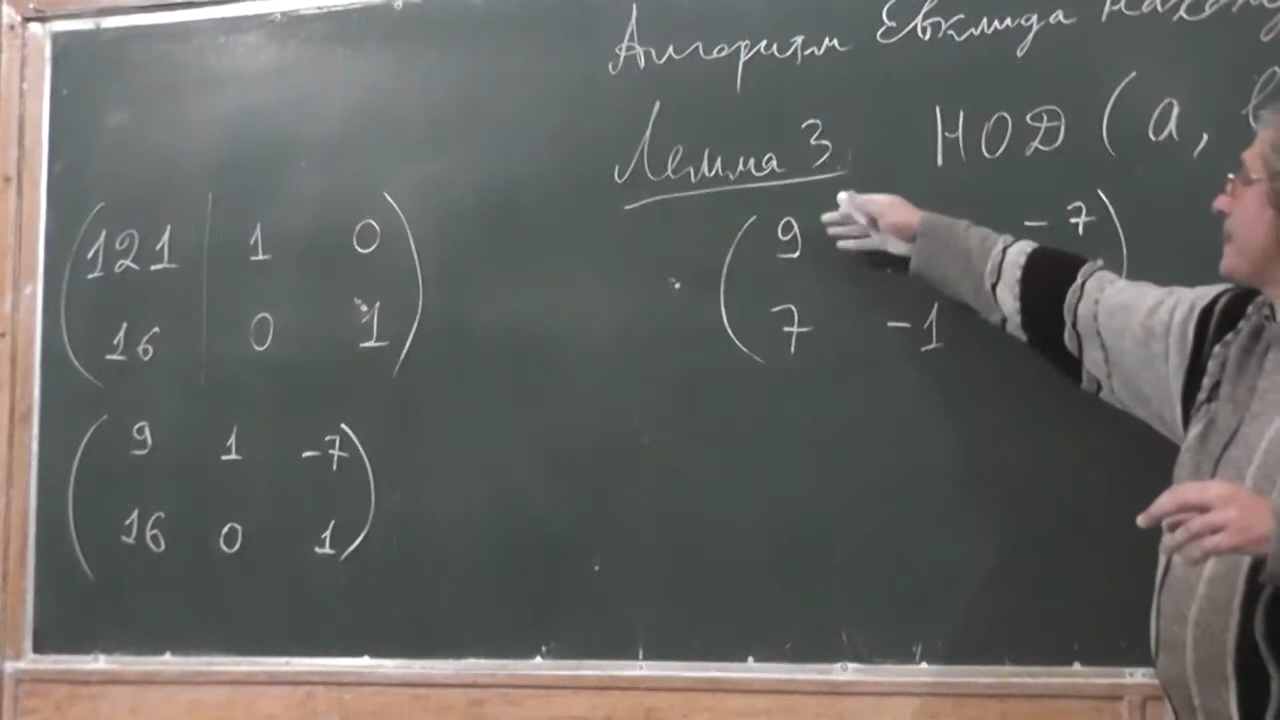 Алгоритм Евклида
Лемма 3 НОД (a,
121 | 1 0
16 | 0 1
9 1 -7
16 0 1
9 -7
7 -1